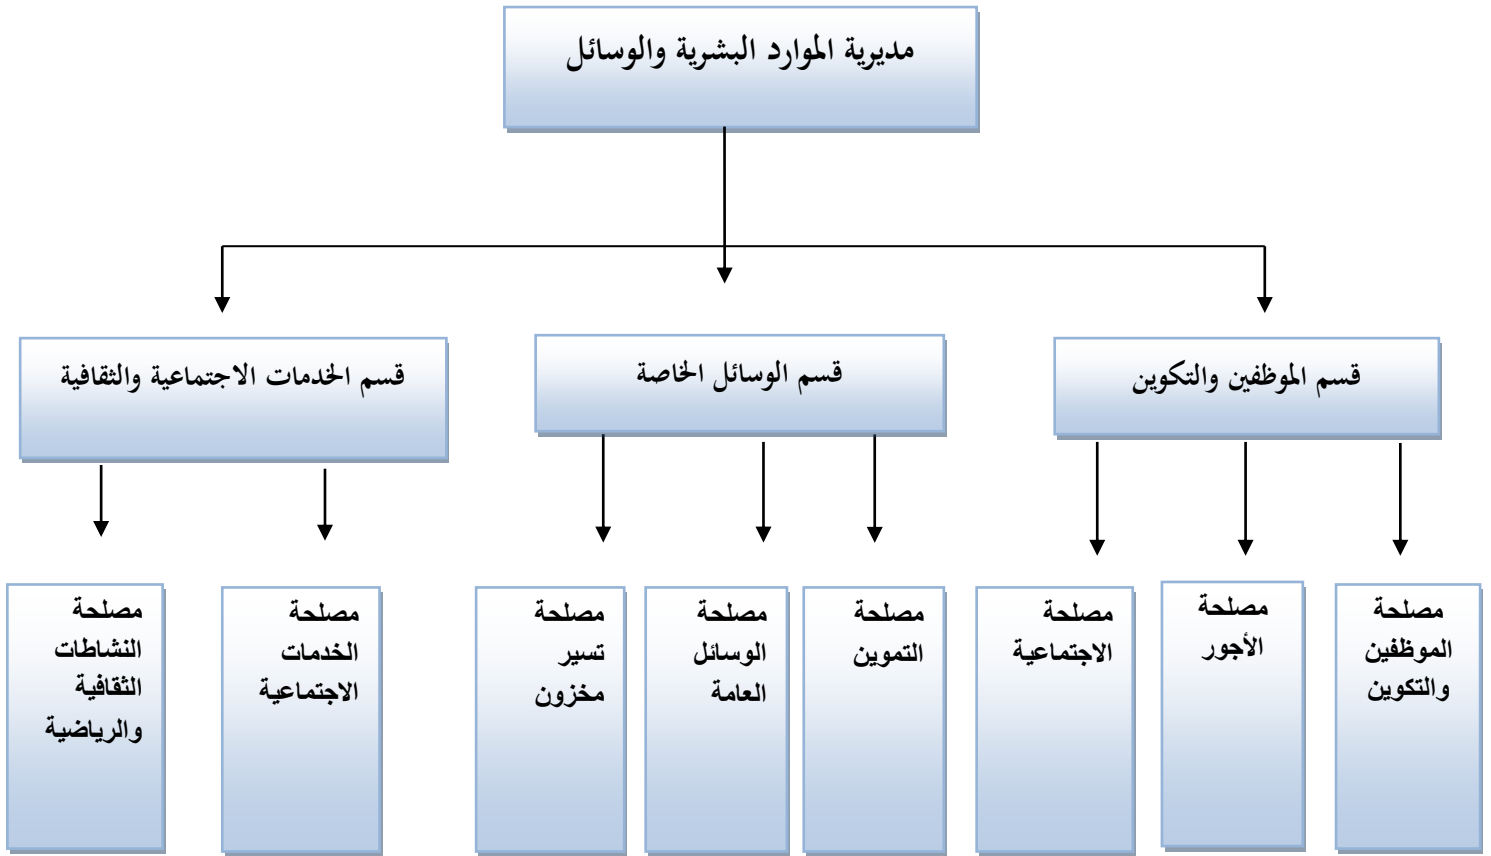 مديرية الموارد البشرية والوسائل
قسم الموظفين والتكوين
قسم الوسائل الخاصة
قسم الخدمات الاجتماعية والثقافية
مصلحة
الموظفين
والتكوين
مصلحة
الأجور
مصلحة
الاجتماعية
مصلحة
التموين
مصلحة
الوسائل
العامة
مصلحة
تسير
مخزون
مصلحة
الخدمات
الاجتماعية
مصلحة
النشاطات
الثقافية
والرياضية